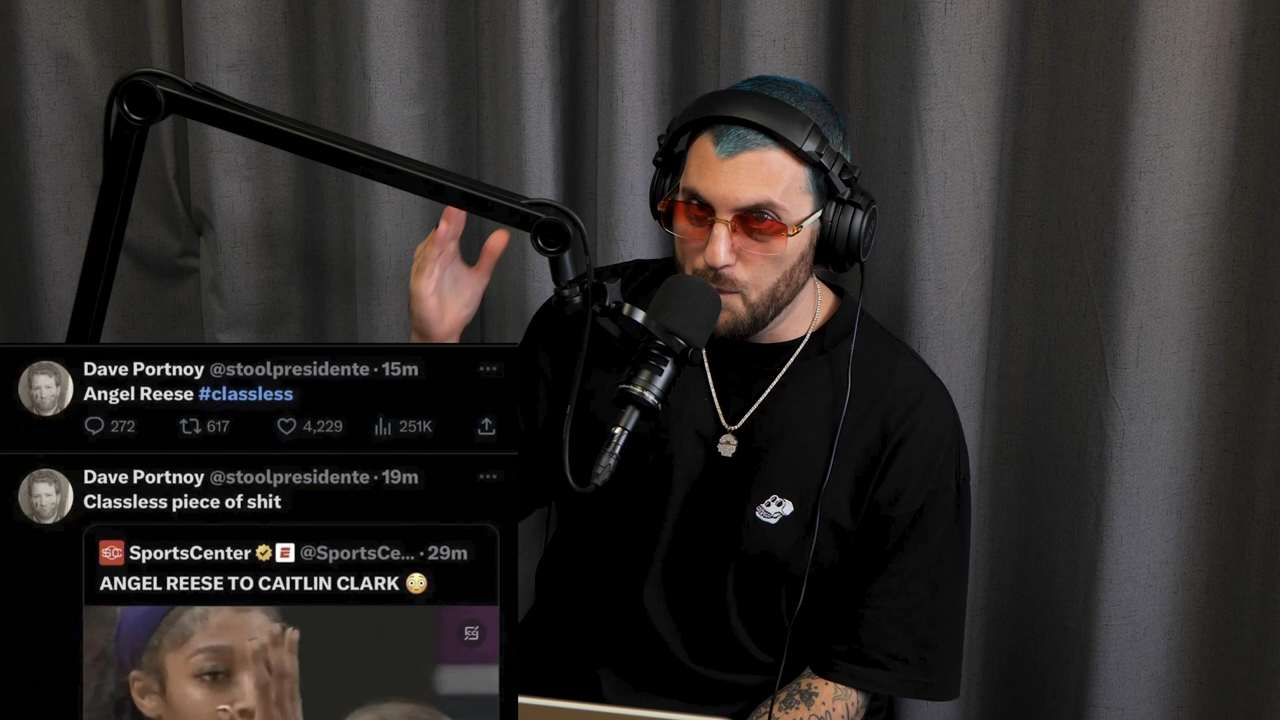 Dave Portnoy @stoolpresidente · 15m
Angel Reese #classless
272 617 4,229 251K
Dave Portnoy @stoolpresidente · 19m
Classless piece of shit
SportsCenter E @SportsCe... · 29m
ANGEL REESE TO CAITLIN CLARK 😳